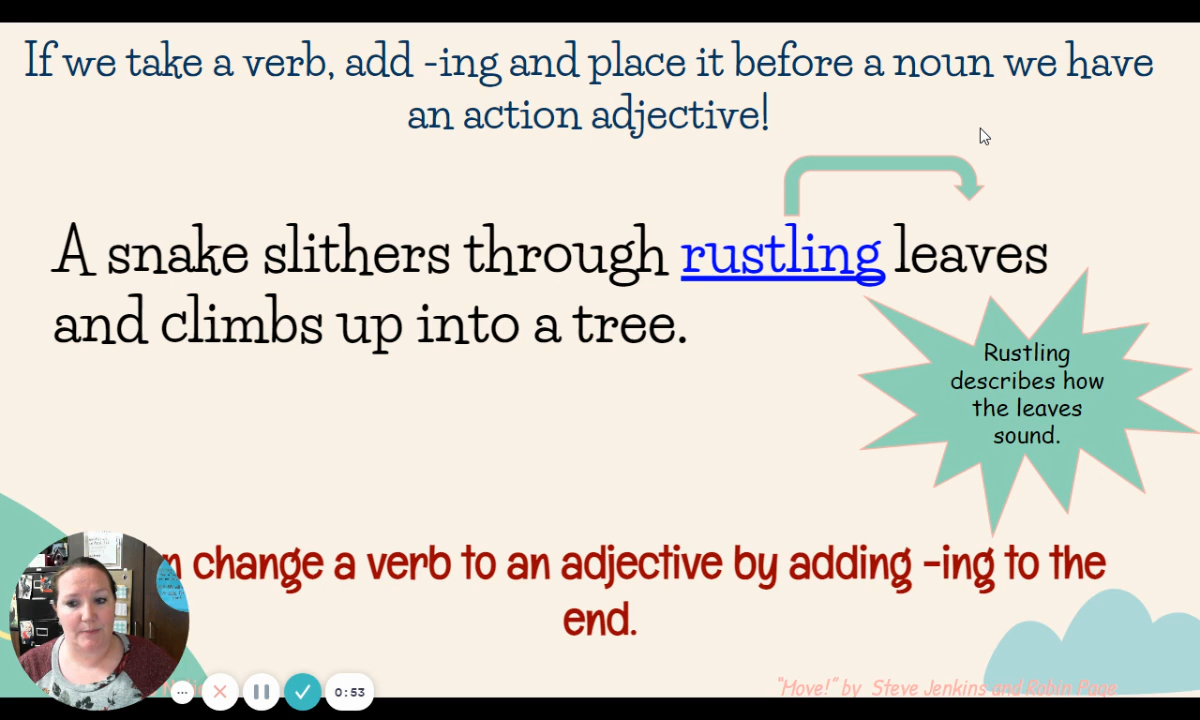 If we take a verb, add -ing and place it before a noun we have
an action adjective!
A snake slithers through rustling leaves
and climbs up into a tree.
Rustling
describes how
the leaves
sound.
change a verb to an adjective by adding -ing to the
end.
0:53
"Move!" by Steve Jenkins and Robin Page